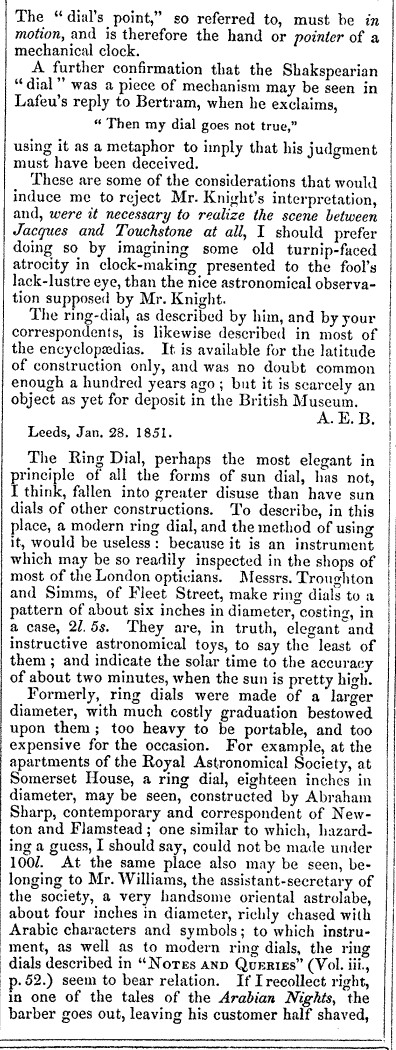 The “ dial's point,” so referred to, must be in
motion, and is therefore the hand or pointer of a
mechanical clock.
A further confirmation that the Shakspearian
“ dial ” was a piece of mechanism may be seen in
Lafeu's reply to Bertram, when he exclaims,
“ Then my dial goes not true,”
using it as a metaphor to imply that his judgment
must have been deceived.
These are some of the considerations that would
induce me to reject Mr. Knight's interpretation,
and, were it necessary to realize the scene between
Jacques and Touchstone at all, I should prefer
doing so by imagining some old turnip-faced
atrocity in clock-making presented to the fool's
lack-lustre eye, than the nice astronomical observa-
tion supposed by Mr. Knight.
The ring-dial, as described by him, and by your
correspondents, is likewise described in most of
the encyclopædias. It is available for the latitude
of construction only, and was no doubt common
enough a hundred years ago ; but it is scarcely an
object as yet for deposit in the British Museum.
A. E. B.
Leeds, Jan. 28. 1851.
The Ring Dial, perhaps the most elegant in
principle of all the forms of sun dial, has not,
I think, fallen into greater disuse than have sun
dials of other constructions. To describe, in this
place, a modern ring dial, and the method of using
it, would be useless : because it is an instrument
which may be so readily inspected in the shops of
most of the London opticians. Messrs. Troughton
and Simms, of Fleet Street, make ring dials to a
pattern of about six inches in diameter, costing, in
a case, 2l. 5s. They are, in truth, elegant and
instructive astronomical toys, to say the least of
them ; and indicate the solar time to the accuracy
of about two minutes, when the sun is pretty high.
Formerly, ring dials were made of a larger
diameter, with much costly graduation bestowed
upon them ; too heavy to be portable, and too
expensive for the occasion. For example, at the
apartments of the Royal Astronomical Society, at
Somerset House, a ring dial, eighteen inches in
diameter, may be seen, constructed by Abraham
Sharp, contemporary and correspondent of New-
ton and Flamstead ; one similar to which, hazard-
ing a guess, I should say, could not be made under
100l. At the same place also may be seen, be-
longing to Mr. Williams, the assistant-secretary of
the society, a very handsome oriental astrolabe,
about four inches in diameter, richly chased with
Arabic characters and symbols ; to which instru-
ment, as well as to modern ring dials, the ring
dials described in “NOTES AND QUERIES” (Vol. iii.,
p. 52.) seem to bear relation. If I recollect right,
in one of the tales of the Arabian Nights, the
barber goes out, leaving his customer half shaved,